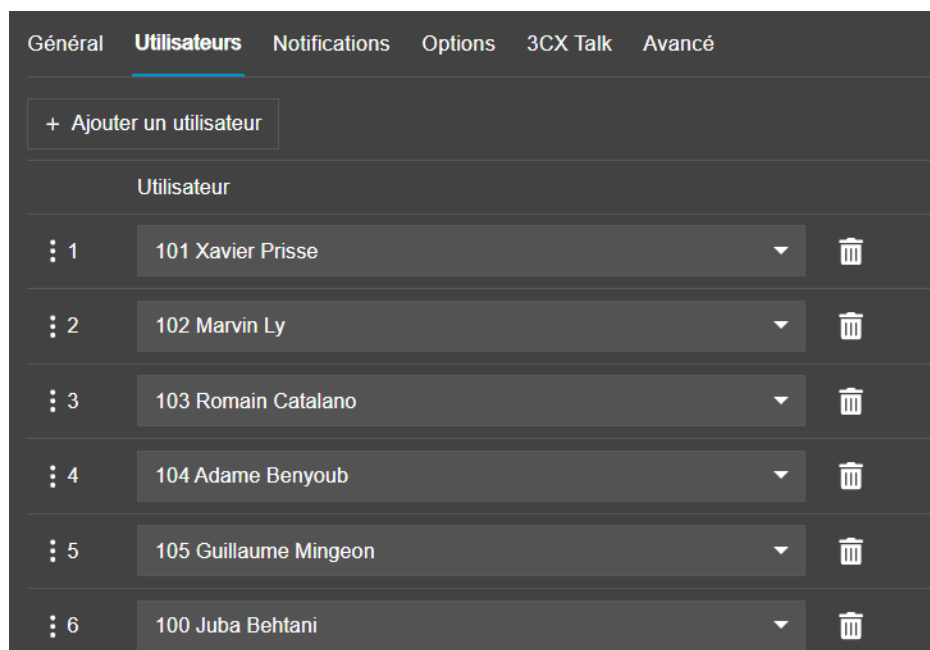 Général Utilisateurs Notifications Options 3CX Talk Avancé
+ Ajouter un utilisateur
Utilisateur
1 101 Xavier Prisse
2 102 Marvin Ly
3 103 Romain Catalano
4 104 Adame Benyoub
5 105 Guillaume Mingeon
6 100 Juba Behtani